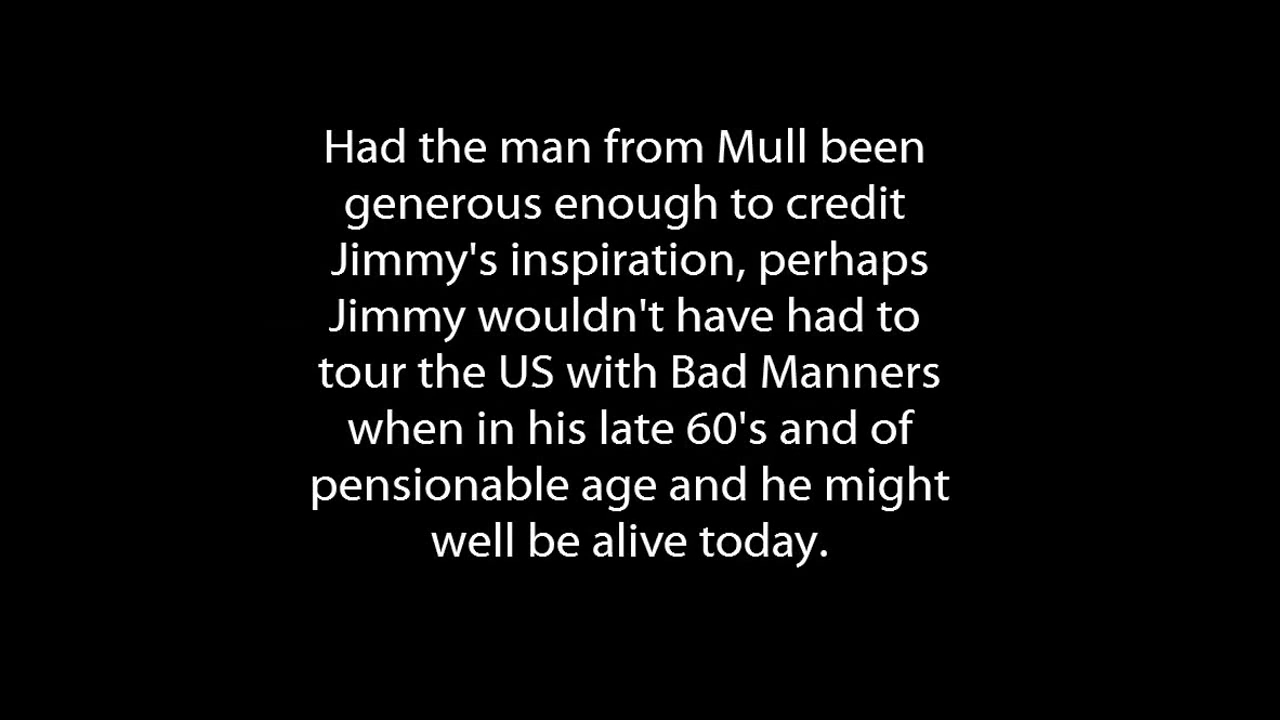 Had the man from Mull been
generous enough to credit
Jimmy's inspiration, perhaps
Jimmy wouldn't have had to
tour the US with Bad Manners
when in his late 60's and of
pensionable age and he might
well be alive today.